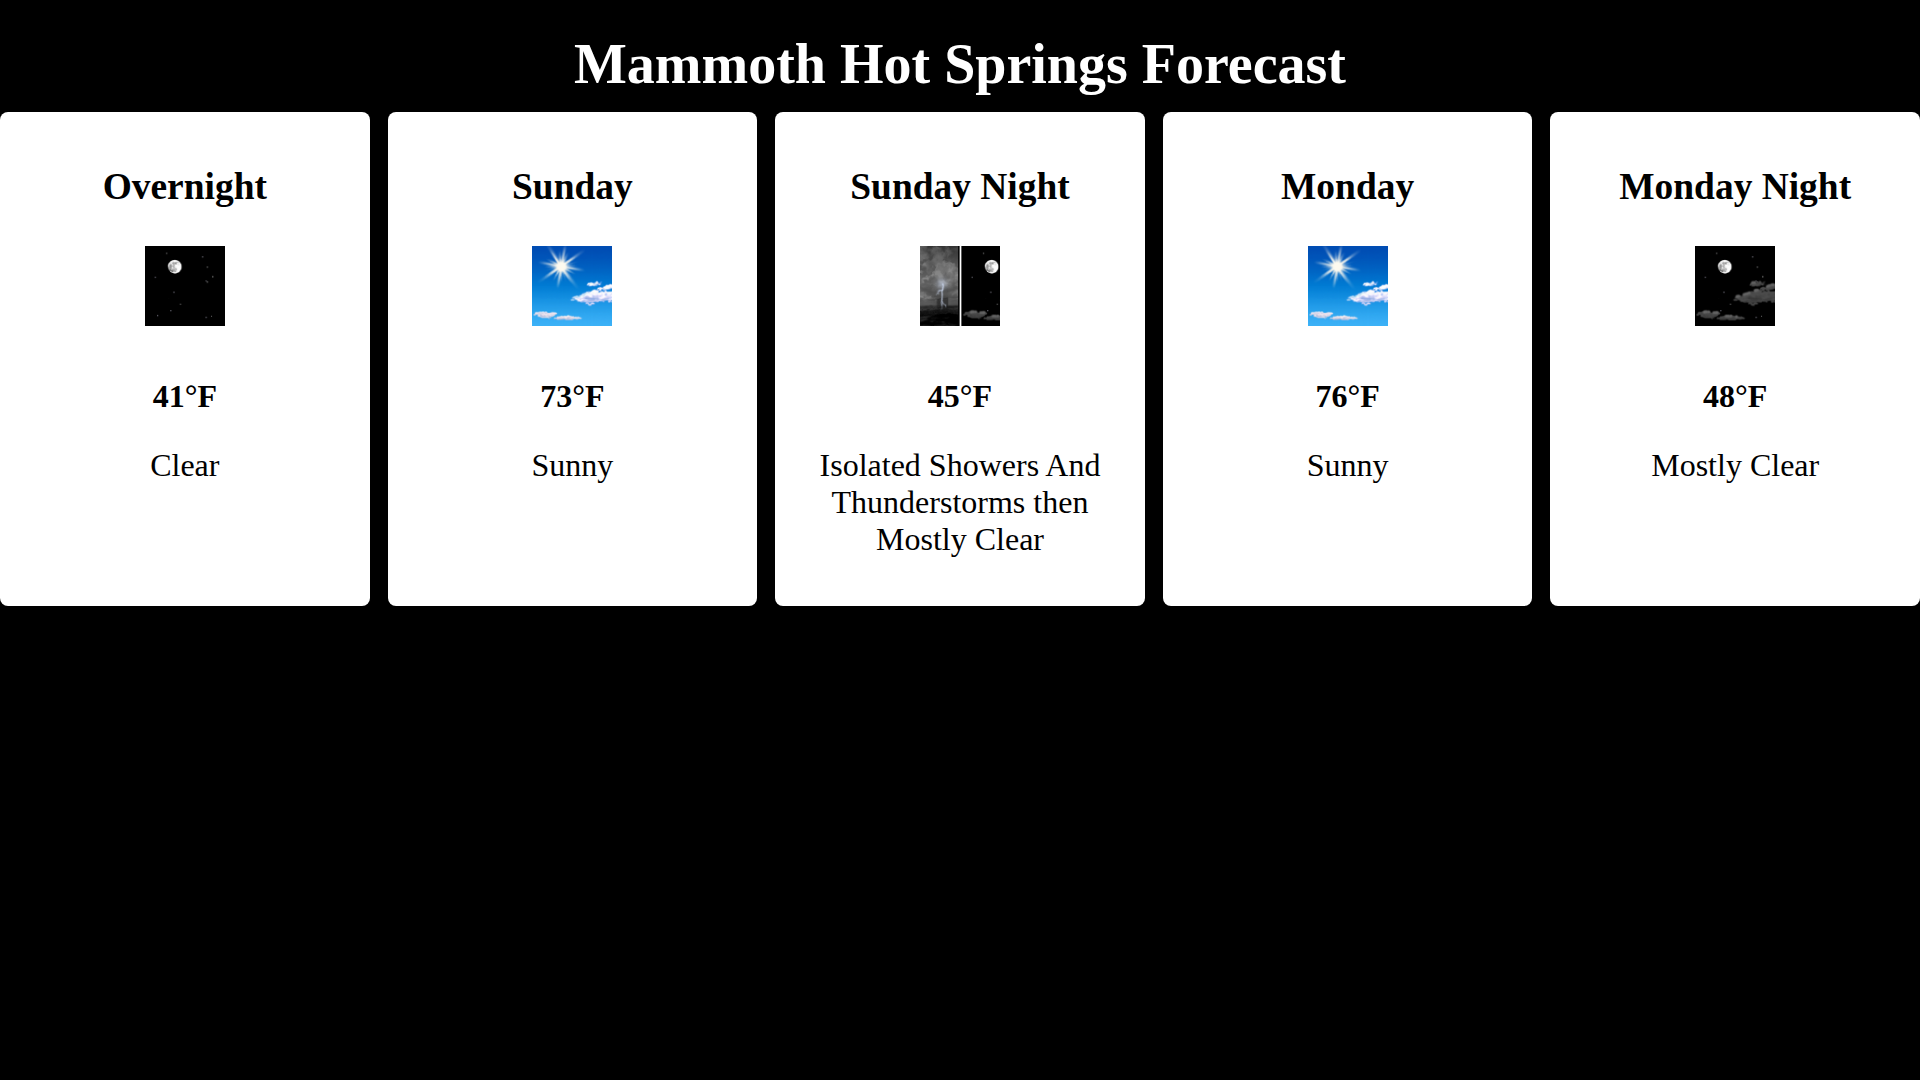 Mammoth Hot Springs Forecast
Overnight
41°F
Clear
Sunday
73°F
Sunny
Sunday Night
45°F
Isolated Showers And
Thunderstorms then
Mostly Clear
Monday
76°F
Sunny
Monday Night
48°F
Mostly Clear